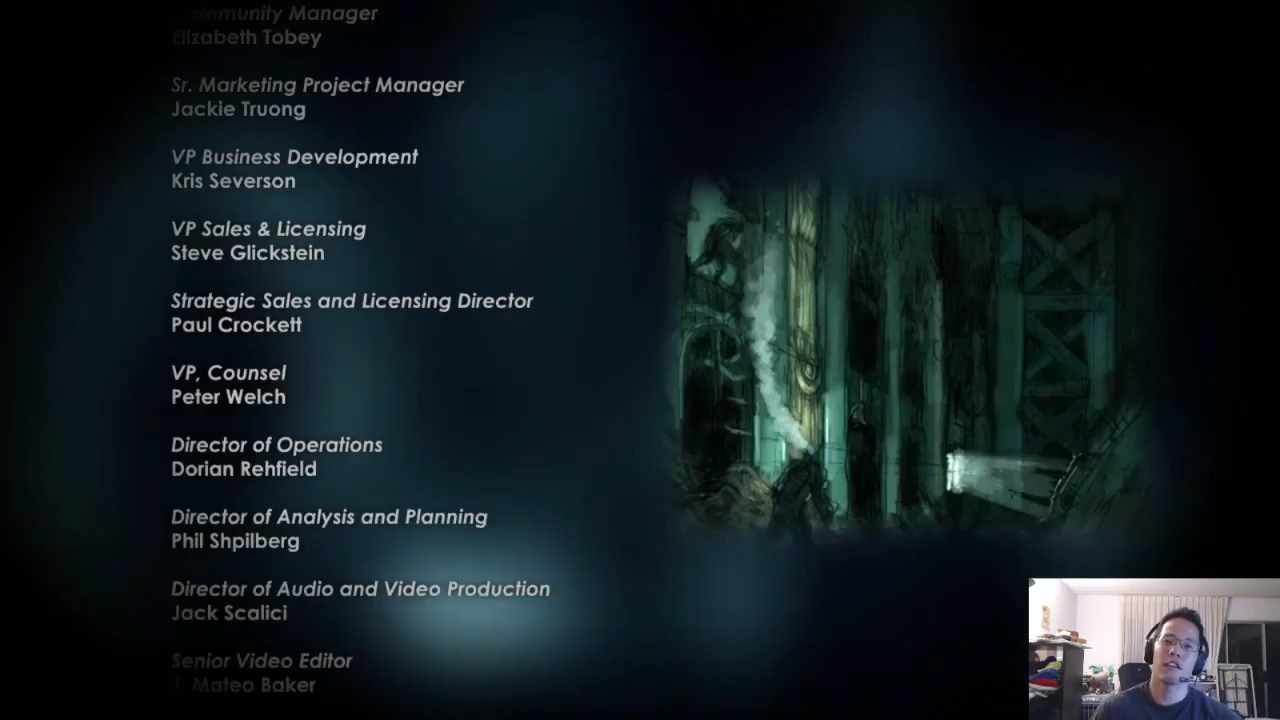 Community Manager
Elizabeth Tobey
Sr. Marketing Project Manager
Jackie Truong
VP Business Development
Kris Severson
VP Sales & Licensing
Steve Glickstein
Strategic Sales and Licensing Director
Paul Crockett
VP, Counsel
Peter Welch
Director of Operations
Dorian Rehfield
Director of Analysis and Planning
Phil Shpilberg
Director of Audio and Video Production
Jack Scalici
Senior Video Editor
J. Mateo Baker